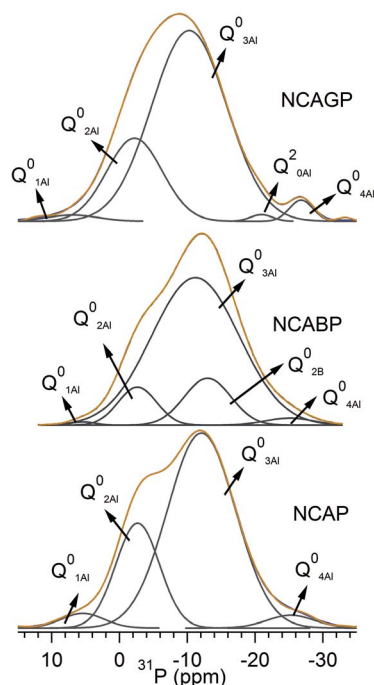 Q⁰₃Al
NCAGP
Q⁰₂Al
Q⁰₁Al
Q²₀Al
Q⁰₄Al
NCABP
Q⁰₃Al
Q⁰₂Al
Q⁰₂B
Q⁰₁Al
Q⁰₄Al
Q⁰₃Al
Q⁰₂Al
NCAP
Q⁰₁Al
Q⁰₄Al
10 0 -10 -20 -30
³¹P (ppm)